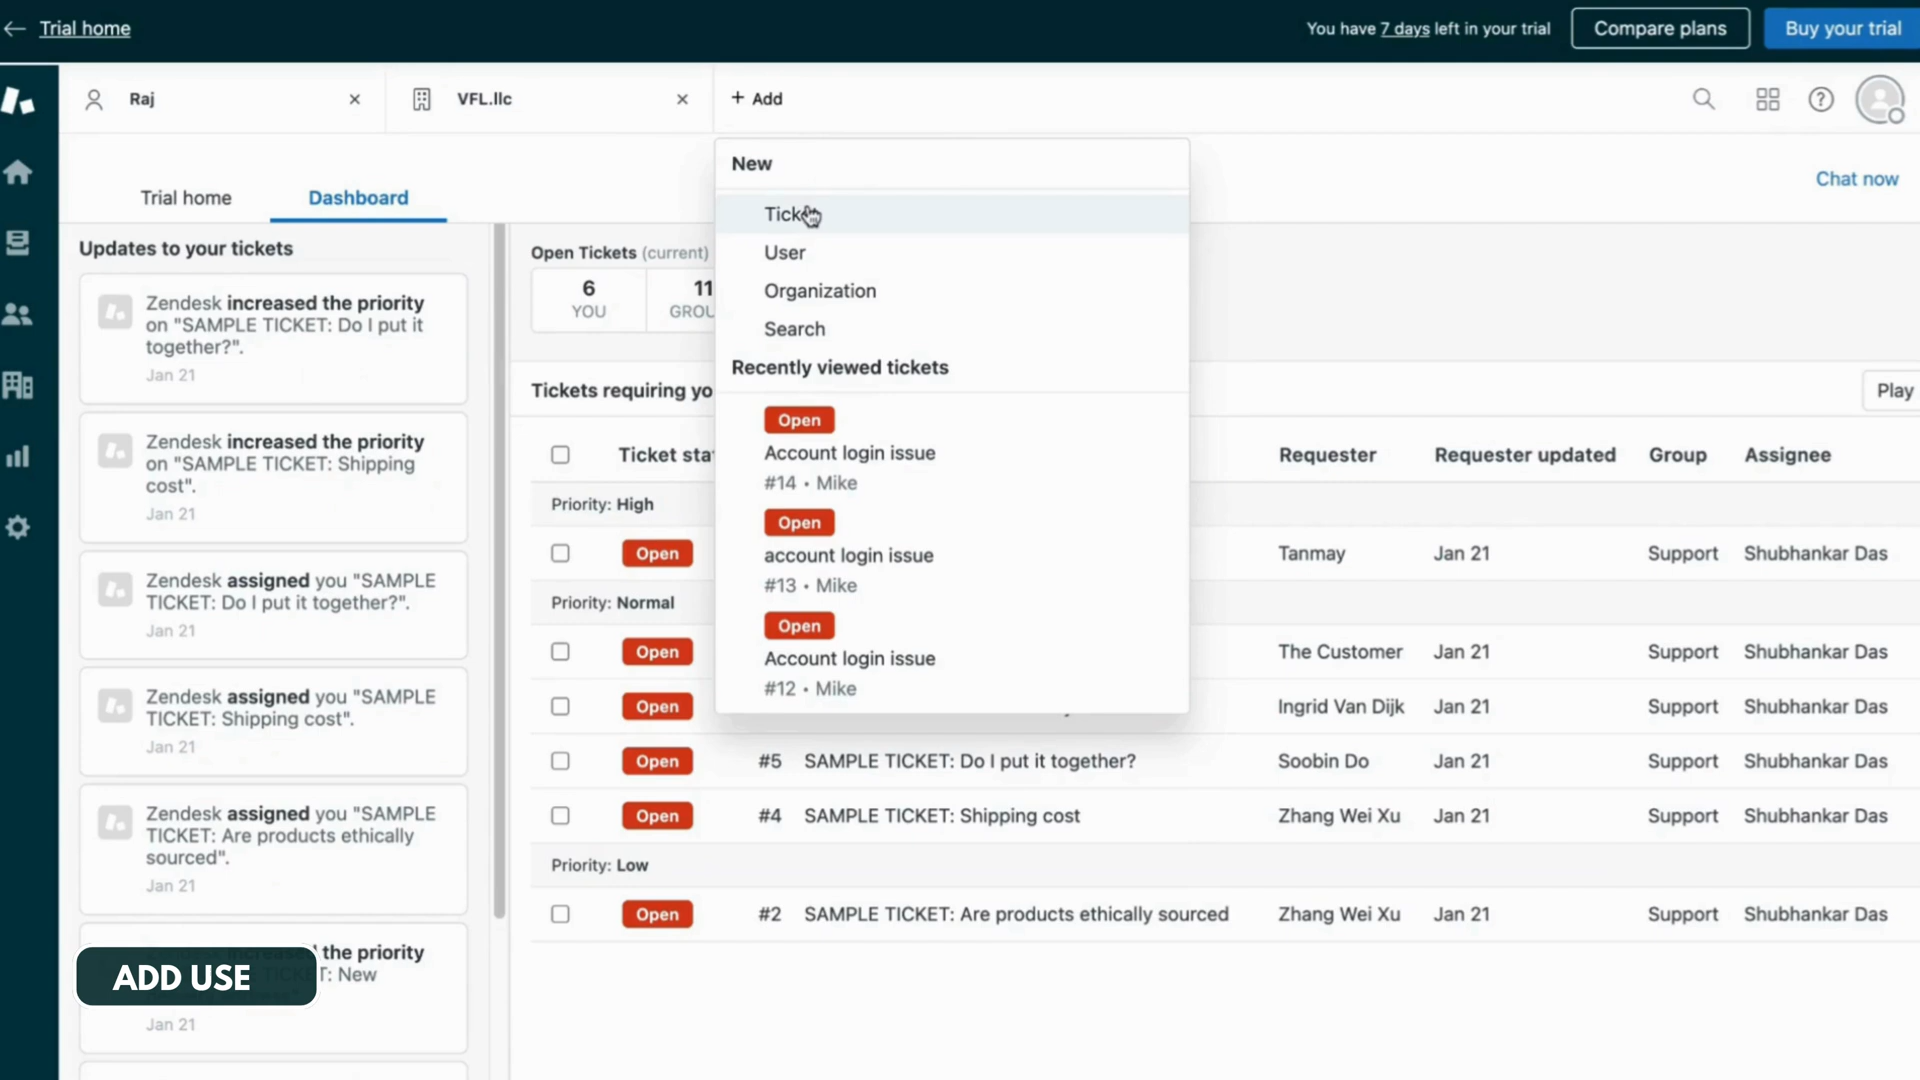 Trial home
You have 7 days left in your trial
Compare plans
Buy your trial
Raj
VFL.llc
+ Add
Chat now
Trial home
Dashboard
New
Ticket
User
Organization
Search
Recently viewed tickets
Open
Account login issue
#14 • Mike
Open
account login issue
#13 • Mike
Open
Account login issue
#12 • Mike
Updates to your tickets
Zendesk increased the priority
on "SAMPLE TICKET: Do I put it
together?".
Jan 21
Zendesk increased the priority
on "SAMPLE TICKET: Shipping
cost".
Jan 21
Zendesk assigned you "SAMPLE
TICKET: Do I put it together?".
Jan 21
Zendesk assigned you "SAMPLE
TICKET: Shipping cost".
Jan 21
Zendesk assigned you "SAMPLE
TICKET: Are products ethically
sourced".
Jan 21
the priority
T: New
Jan 21
ADD USE
Open Tickets (current)
6
YOU
11
GROU
Tickets requiring yo
Play
Ticket sta
Requester
Requester updated
Group
Assignee
Priority: High
Open
Tanmay
Jan 21
Support
Shubhankar Das
Priority: Normal
Open
The Customer
Jan 21
Support
Shubhankar Das
Open
Ingrid Van Dijk
Jan 21
Support
Shubhankar Das
Open
#5
SAMPLE TICKET: Do I put it together?
Soobin Do
Jan 21
Support
Shubhankar Das
Open
#4
SAMPLE TICKET: Shipping cost
Zhang Wei Xu
Jan 21
Support
Shubhankar Das
Priority: Low
Open
#2
SAMPLE TICKET: Are products ethically sourced
Zhang Wei Xu
Jan 21
Support
Shubhankar Das